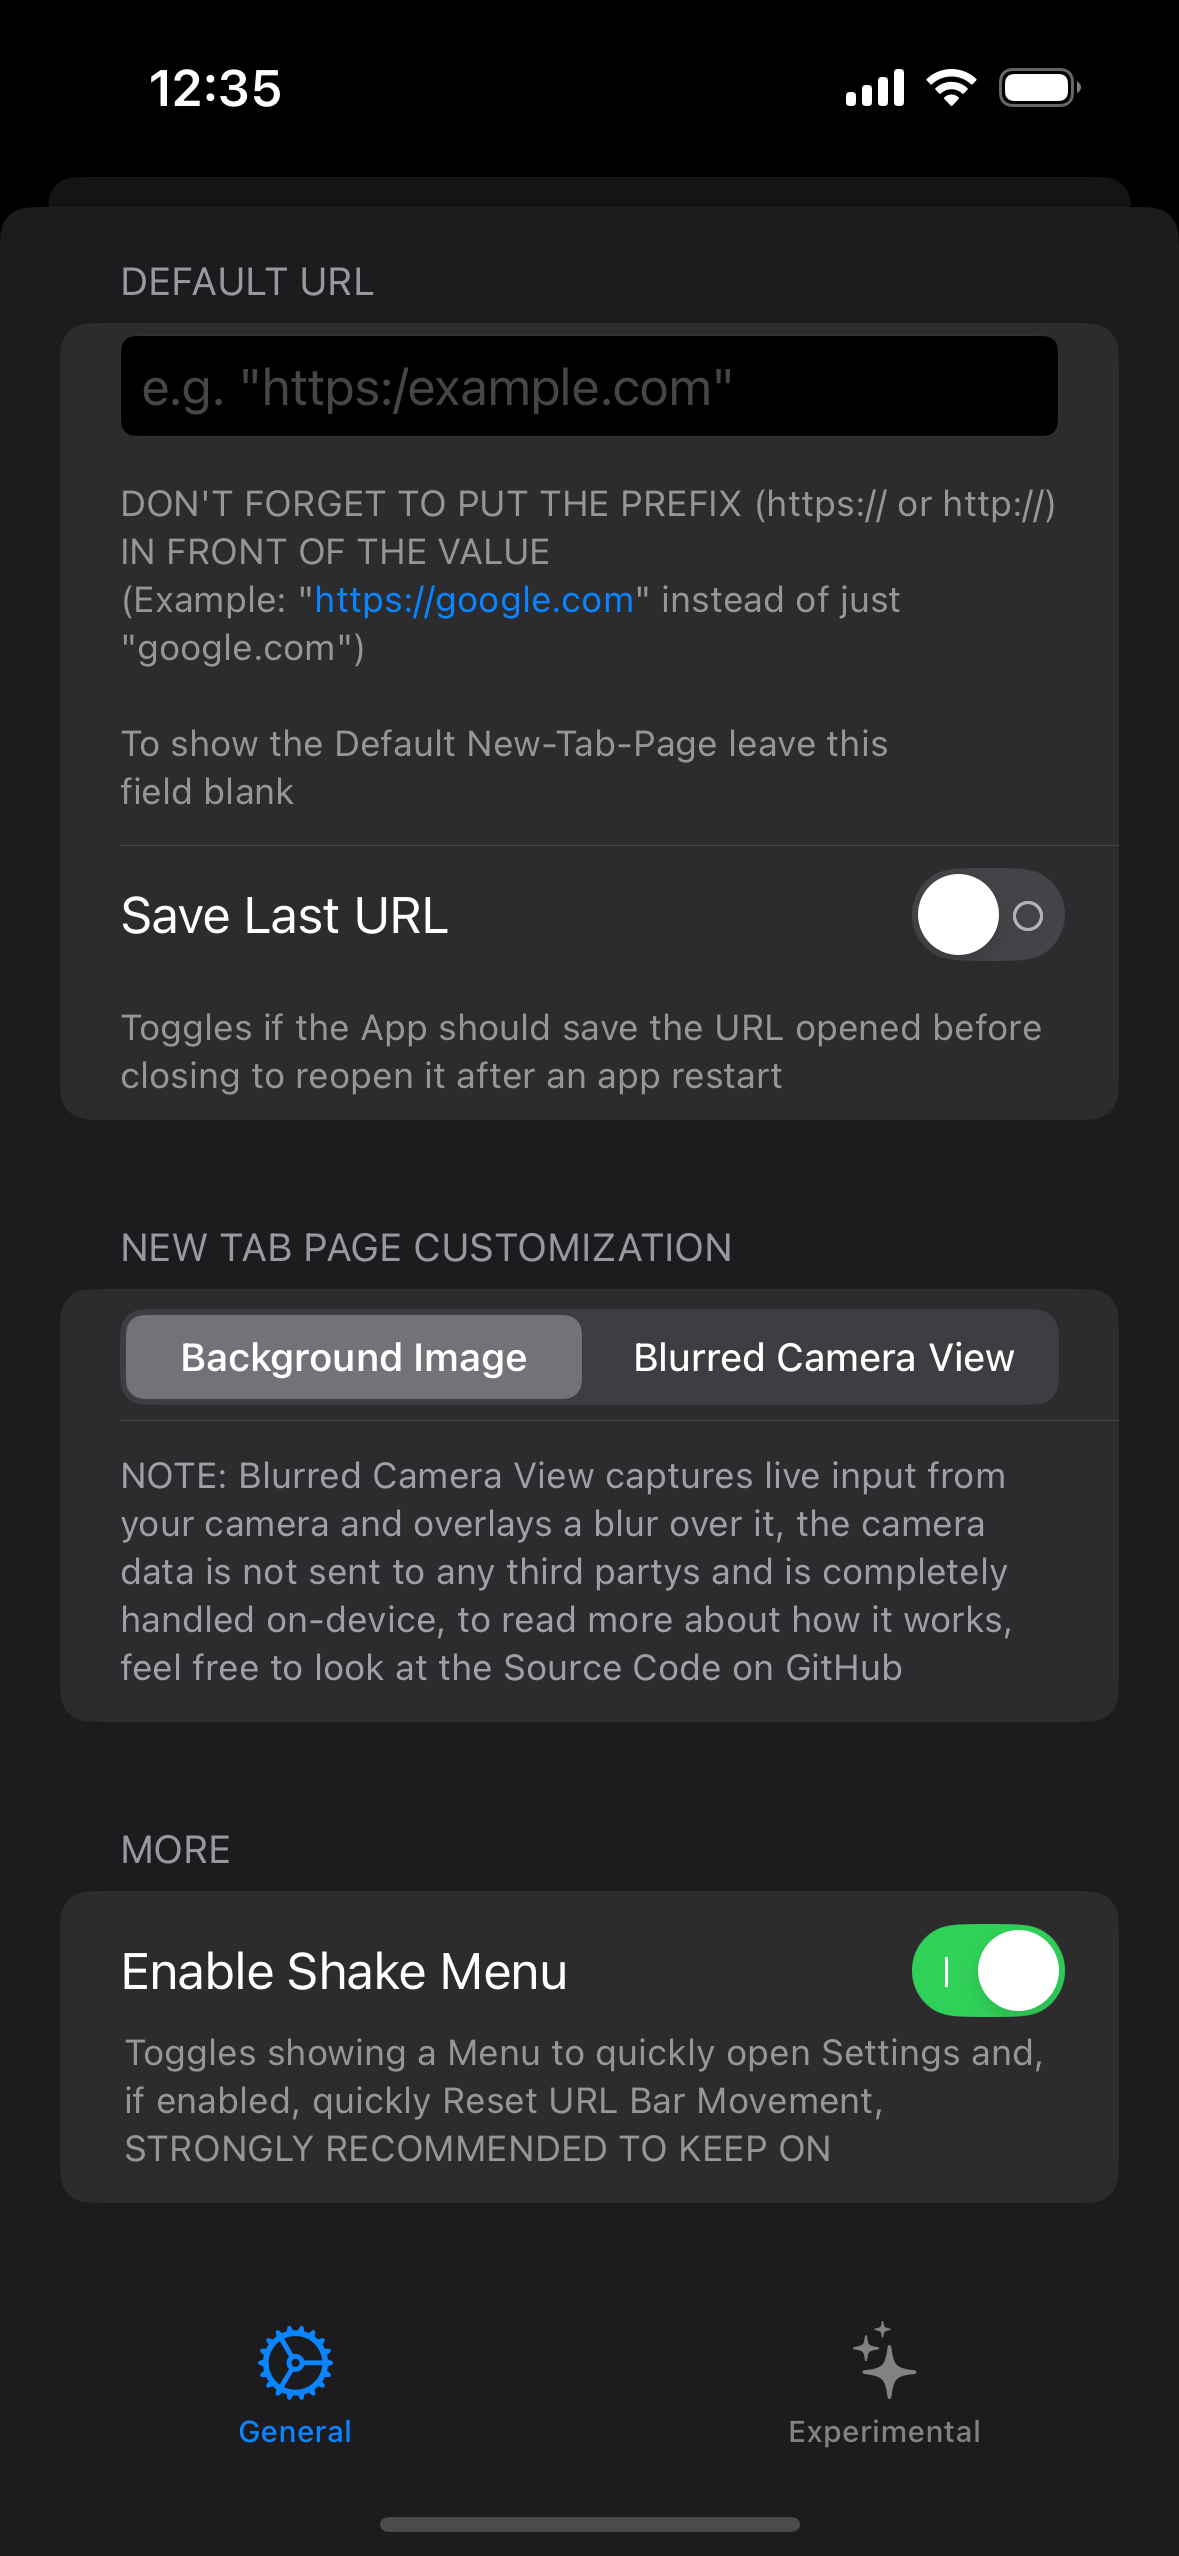 12:35
DEFAULT URL
e.g. "https:/example.com"
DON'T FORGET TO PUT THE PREFIX (https:// or http://)
IN FRONT OF THE VALUE
(Example: "https://google.com" instead of just
"google.com")
To show the Default New-Tab-Page leave this
field blank
Save Last URL
Toggles if the App should save the URL opened before
closing to reopen it after an app restart
NEW TAB PAGE CUSTOMIZATION
Background Image
Blurred Camera View
NOTE: Blurred Camera View captures live input from
your camera and overlays a blur over it, the camera
data is not sent to any third partys and is completely
handled on-device, to read more about how it works,
feel free to look at the Source Code on GitHub
MORE
Enable Shake Menu
Toggles showing a Menu to quickly open Settings and,
if enabled, quickly Reset URL Bar Movement,
STRONGLY RECOMMENDED TO KEEP ON
General
Experimental